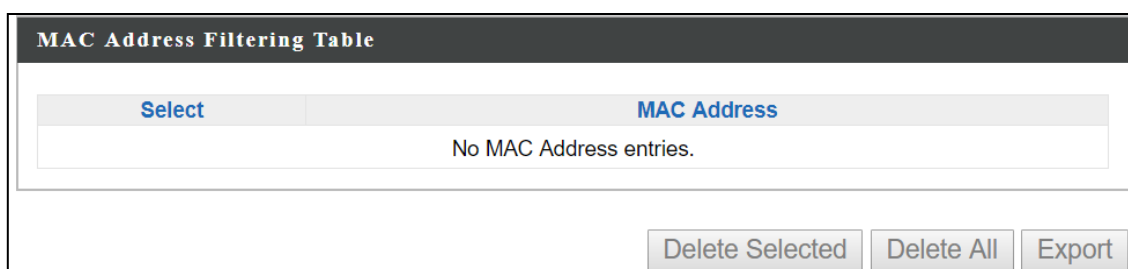 MAC Address Filtering Table
Select MAC Address
No MAC Address entries.
Delete Selected Delete All Export